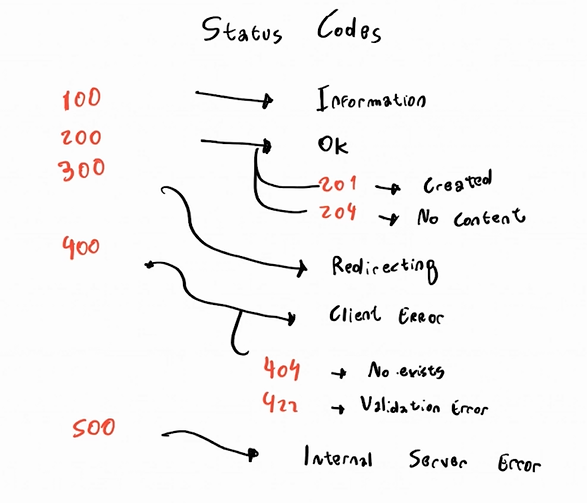 Status Codes
100 → Information
200 → Ok
300
201 → Created
204 → No Content
400
Redirecting
Client Error
404 → No exists
422 → Validation Error
500
Internal Server Error